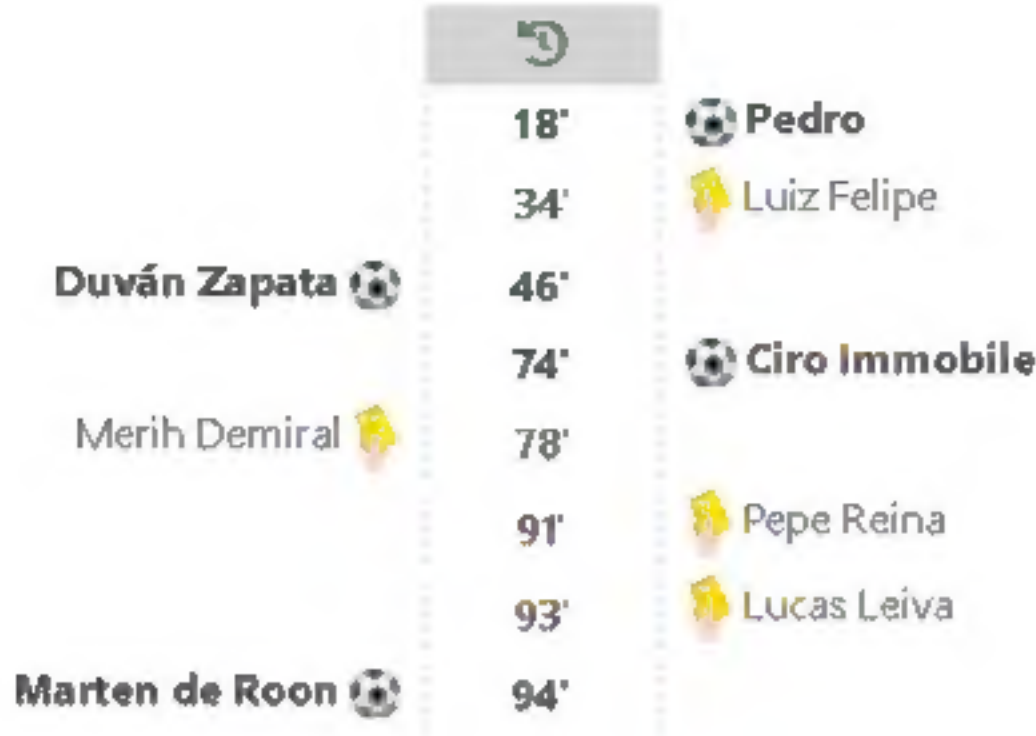 18' Pedro
34' Luiz Felipe
Duván Zapata 46'
74' Ciro Immobile
Merih Demiral 78'
91' Pepe Reina
93' Lucas Leiva
Marten de Roon 94'